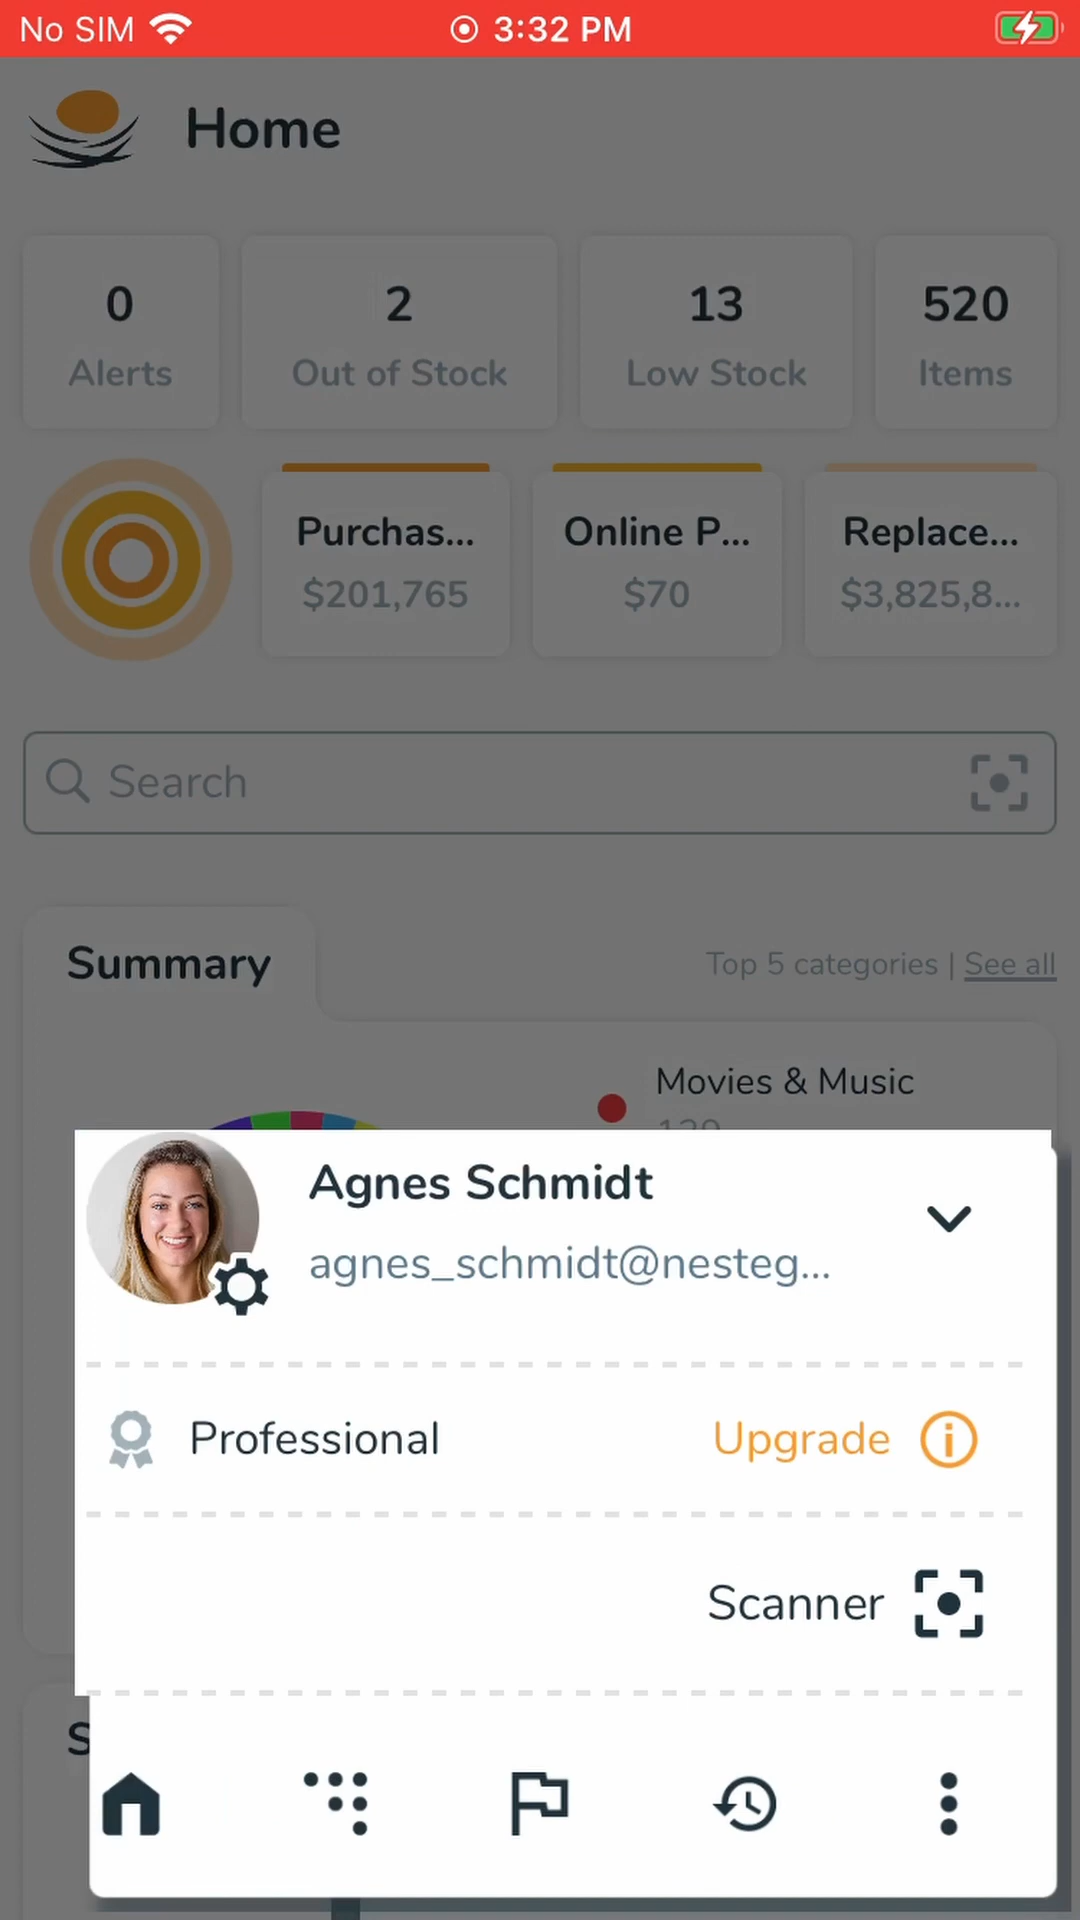 No SIM 3:32 PM
Home
0 2 13 520
Alerts Out of Stock Low Stock Items
Purchas... Online P... Replace...
$201,765 $70 $3,825,8...
Search
Summary Top 5 categories | See all
Movies & Music
Agnes Schmidt
agnes_schmidt@nesteg...
Professional Upgrade
Scanner